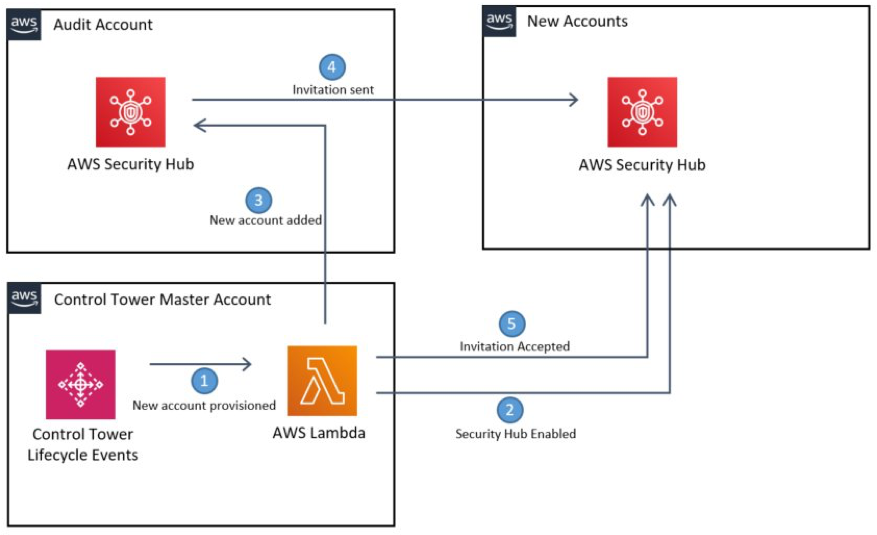 aws
Audit Account
aws
New Accounts
4
Invitation sent
AWS Security Hub
AWS Security Hub
3
New account added
aws
Control Tower Master Account
5
Invitation Accepted
1
New account provisioned
2
Security Hub Enabled
Control Tower
Lifecycle Events
AWS Lambda